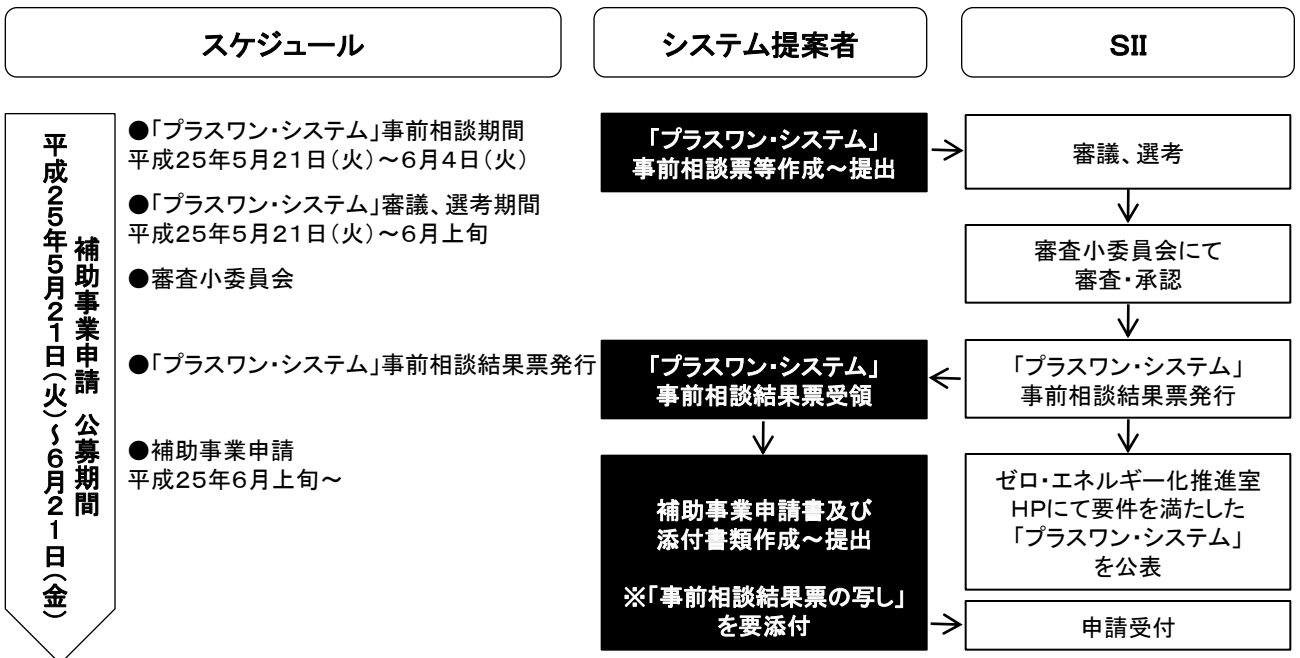 スケジュール
システム提案者
SII
補助事業申請 公募期間
平成25年5月21日(火)～6月21日(金)
●「プラスワン・システム」事前相談期間
平成25年5月21日(火)～6月4日(火)
●「プラスワン・システム」審議、選考期間
平成25年5月21日(火)～6月上旬
●審査小委員会
●「プラスワン・システム」事前相談結果票発行
●補助事業申請
平成25年6月上旬～
「プラスワン・システム」
事前相談票等作成～提出
審議、選考
審査小委員会にて
審査・承認
「プラスワン・システム」
事前相談結果票受領
「プラスワン・システム」
事前相談結果票発行
補助事業申請書及び
添付書類作成～提出
※「事前相談結果票の写し」
を要添付
ゼロ・エネルギー化推進室
HPにて要件を満たした
「プラスワン・システム」
を公表
申請受付